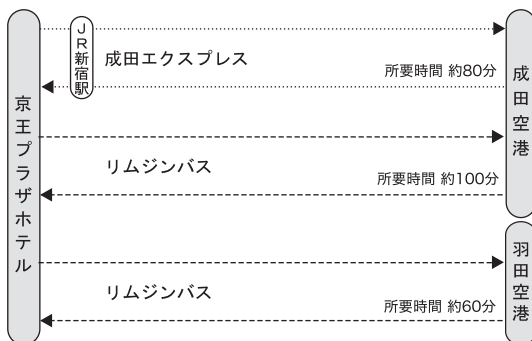 京王プラザホテル
JR新宿駅
成田エクスプレス
所要時間 約80分
リムジンバス
所要時間 約100分
成田空港
リムジンバス
所要時間 約60分
羽田空港